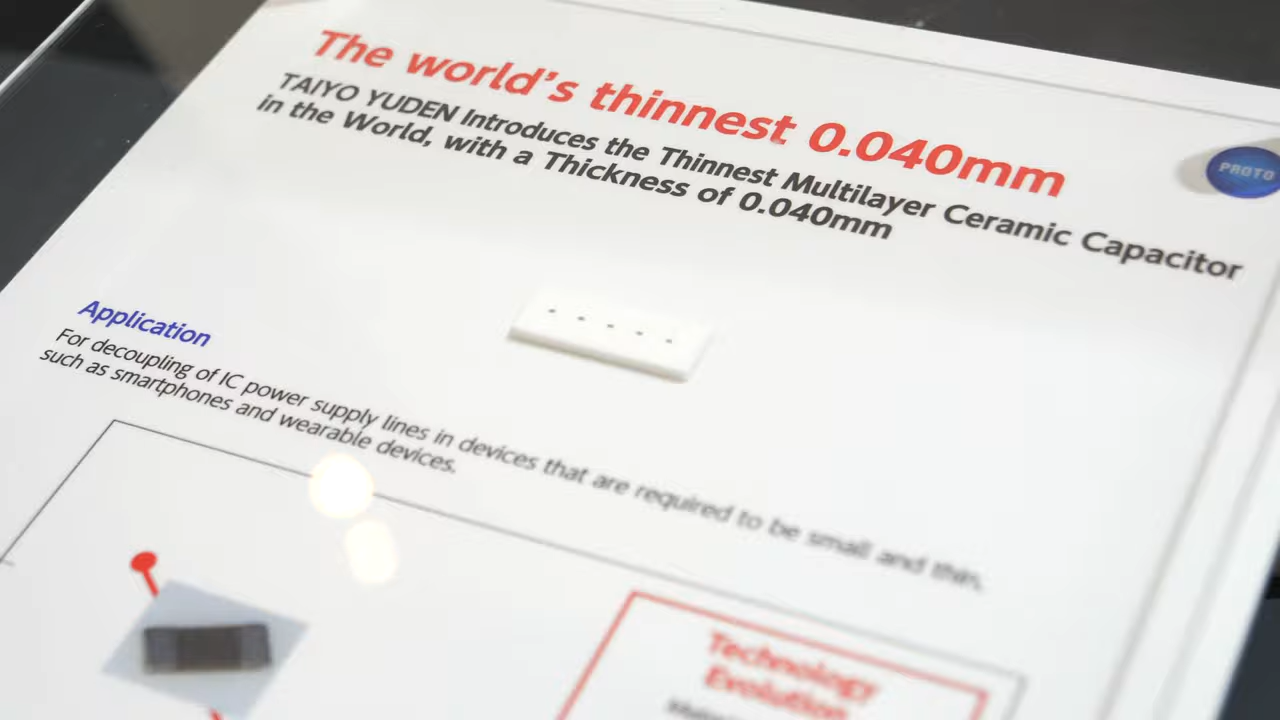 The world's thinnest 0.040mm
TAIYO YUDEN Introduces the Thinnest Multilayer Ceramic Capacitor
in the World, with a Thickness of 0.040mm
PROTO
Application
For decoupling of IC power supply lines in devices that are required to be small and thin,
such as smartphones and wearable devices.
Technology
Evolution